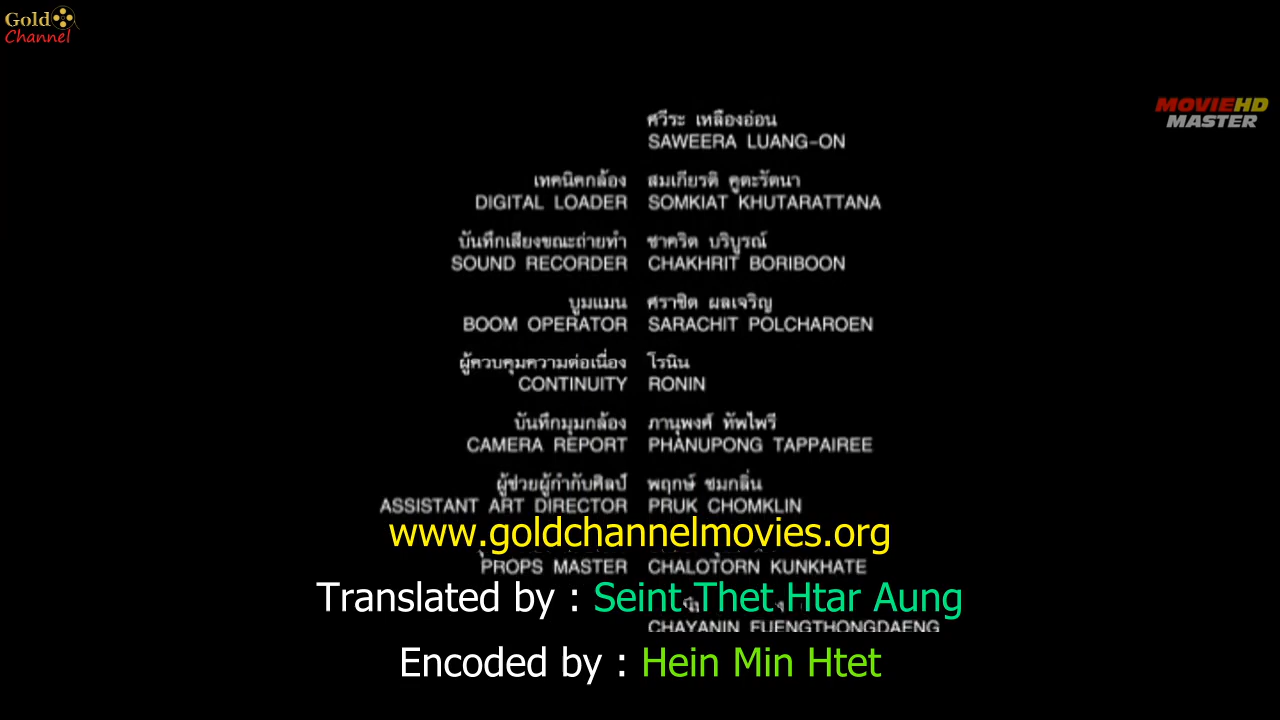 Gold
Channel
MOVIEHD
MASTER
ศวีระ เหลืองอ่อน
SAWEERA LUANG-ON
เทคนิคกล้อง สมเกียรติ คูตะรัตนา
DIGITAL LOADER SOMKIAT KHUTARATTANA
บันทึกเสียงขณะถ่ายทำ ชาคริต บริบูรณ์
SOUND RECORDER CHAKHRIT BORIBOON
บูมแมน ศราชิต ผลเจริญ
BOOM OPERATOR SARACHIT POLCHAROEN
ผู้ควบคุมความต่อเนื่อง โรนิน
CONTINUITY RONIN
บันทึกมุมกล้อง ภานุพงศ์ ทัพไพรี
CAMERA REPORT PHANUPONG TAPPAIREE
ผู้ช่วยผู้กำกับศิลป์ พฤกษ์ ชมกลิ่น
ASSISTANT ART DIRECTOR PRUK CHOMKLIN
www.goldchannelmovies.org
PROPS MASTER CHALOTORN KUNKHATE
Translated by : Seint Thet Htar Aung
CHAYANIN FUENGTHONGDAENG
Encoded by : Hein Min Htet